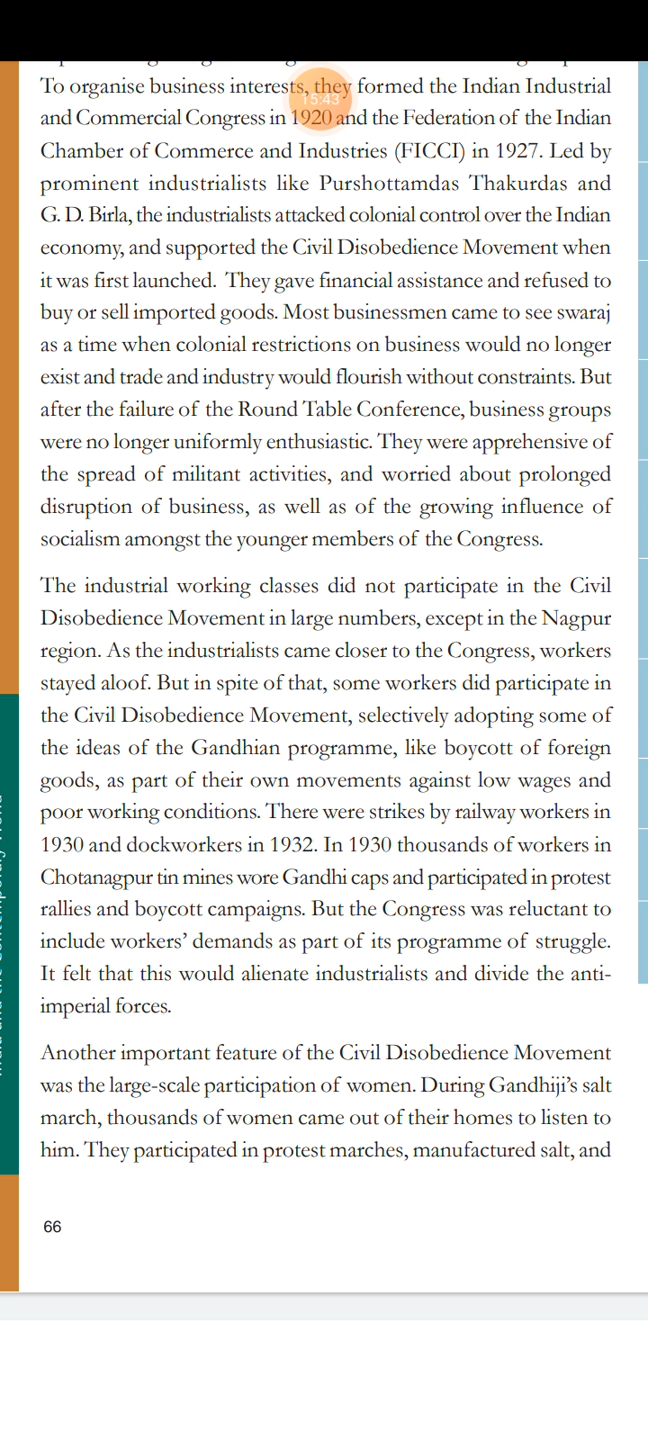 To organise business interests, they formed the Indian Industrial
15:43
and Commercial Congress in 1920 and the Federation of the Indian
Chamber of Commerce and Industries (FICCI) in 1927. Led by
prominent industrialists like Purshottamdas Thakurdas and
G. D. Birla, the industrialists attacked colonial control over the Indian
economy, and supported the Civil Disobedience Movement when
it was first launched. They gave financial assistance and refused to
buy or sell imported goods. Most businessmen came to see swaraj
as a time when colonial restrictions on business would no longer
exist and trade and industry would flourish without constraints. But
after the failure of the Round Table Conference, business groups
were no longer uniformly enthusiastic. They were apprehensive of
the spread of militant activities, and worried about prolonged
disruption of business, as well as of the growing influence of
socialism amongst the younger members of the Congress.
The industrial working classes did not participate in the Civil
Disobedience Movement in large numbers, except in the Nagpur
region. As the industrialists came closer to the Congress, workers
stayed aloof. But in spite of that, some workers did participate in
the Civil Disobedience Movement, selectively adopting some of
the ideas of the Gandhian programme, like boycott of foreign
goods, as part of their own movements against low wages and
poor working conditions. There were strikes by railway workers in
1930 and dockworkers in 1932. In 1930 thousands of workers in
Chotanagpur tin mines wore Gandhi caps and participated in protest
rallies and boycott campaigns. But the Congress was reluctant to
include workers’ demands as part of its programme of struggle.
It felt that this would alienate industrialists and divide the anti-
imperial forces.
Another important feature of the Civil Disobedience Movement
was the large-scale participation of women. During Gandhiji’s salt
march, thousands of women came out of their homes to listen to
him. They participated in protest marches, manufactured salt, and
66